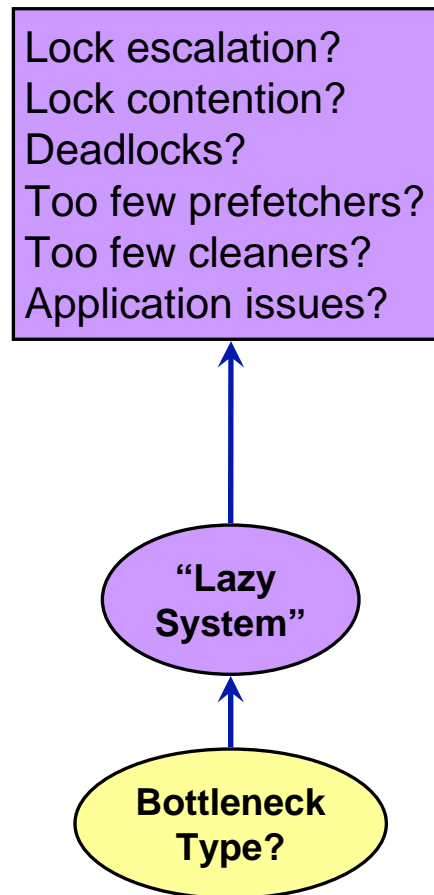 Lock escalation?
Lock contention?
Deadlocks?
Too few prefetchers?
Too few cleaners?
Application issues?
“Lazy
System”
Bottleneck
Type?